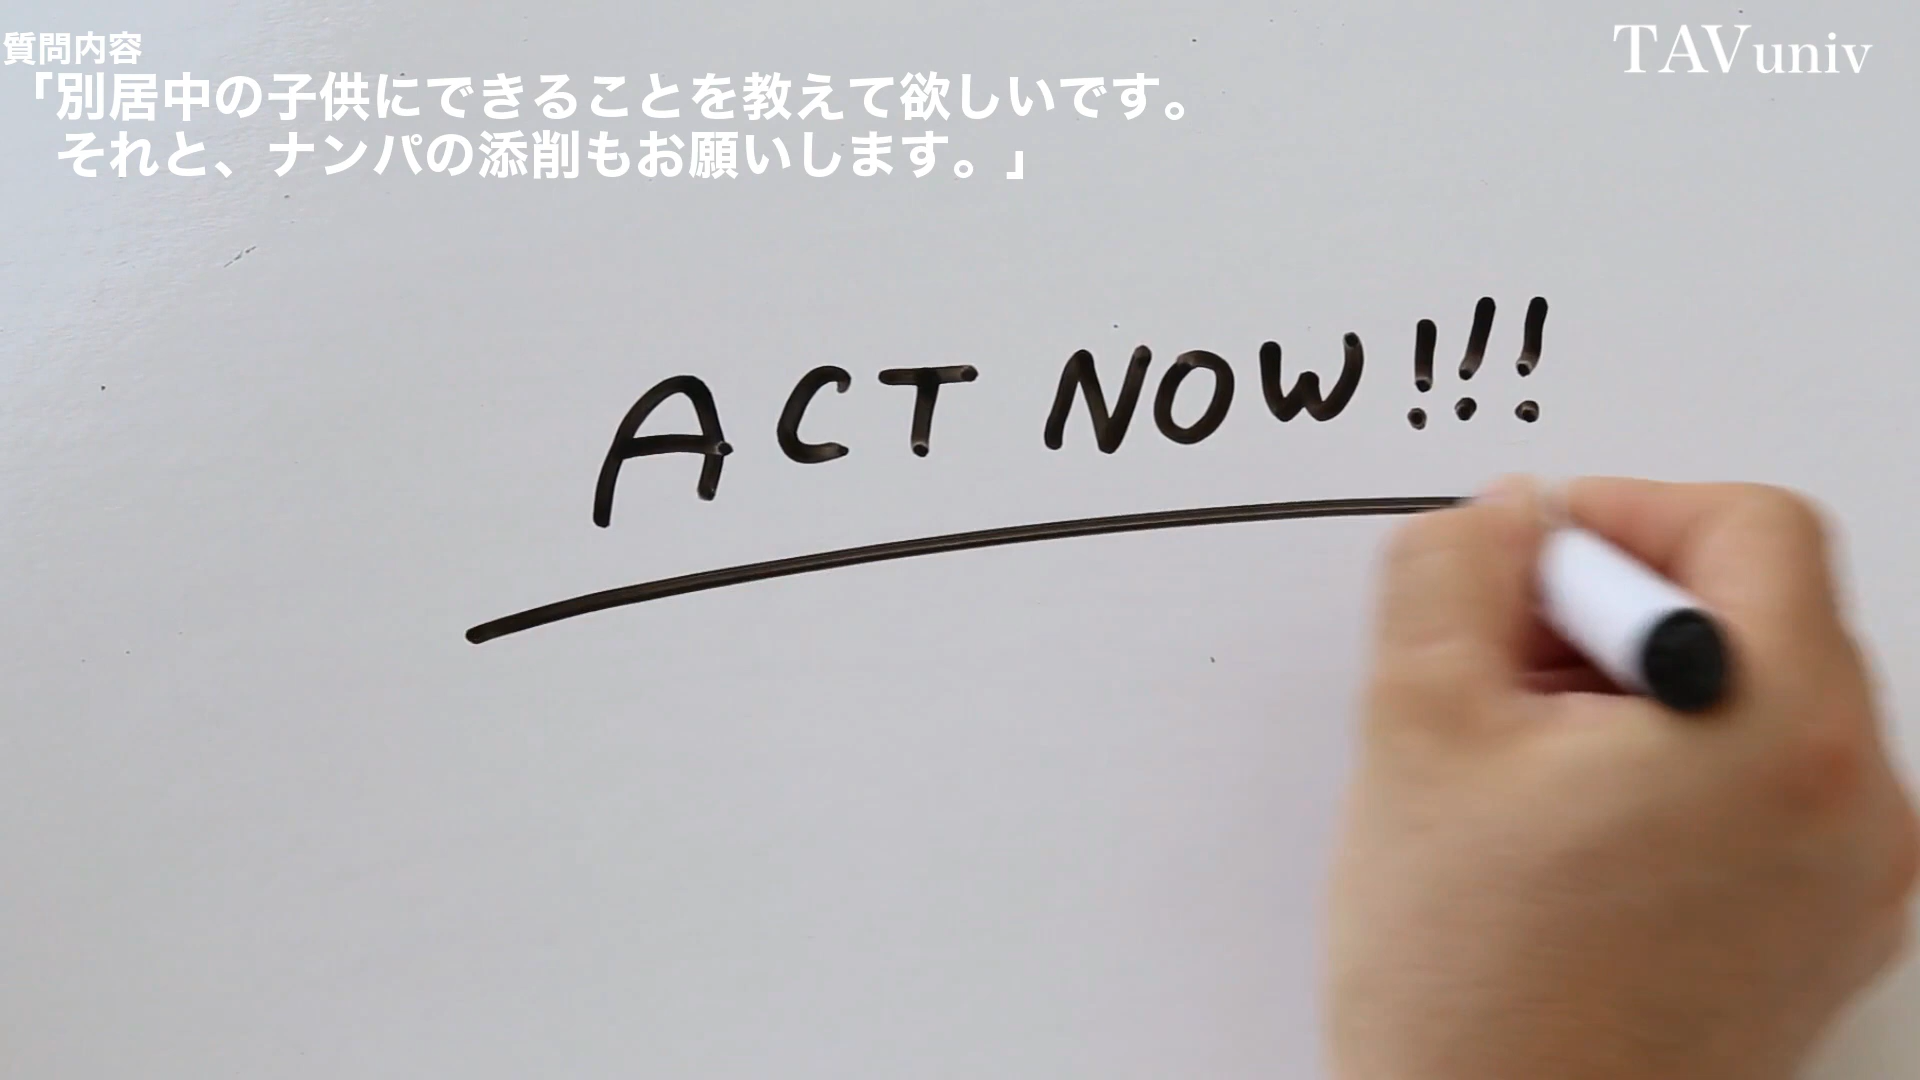 質問内容
「別居中の子供にできることを教えて欲しいです。
それと、ナンパの添削もお願いします。」
TAVuniv
ACT NOW!!!